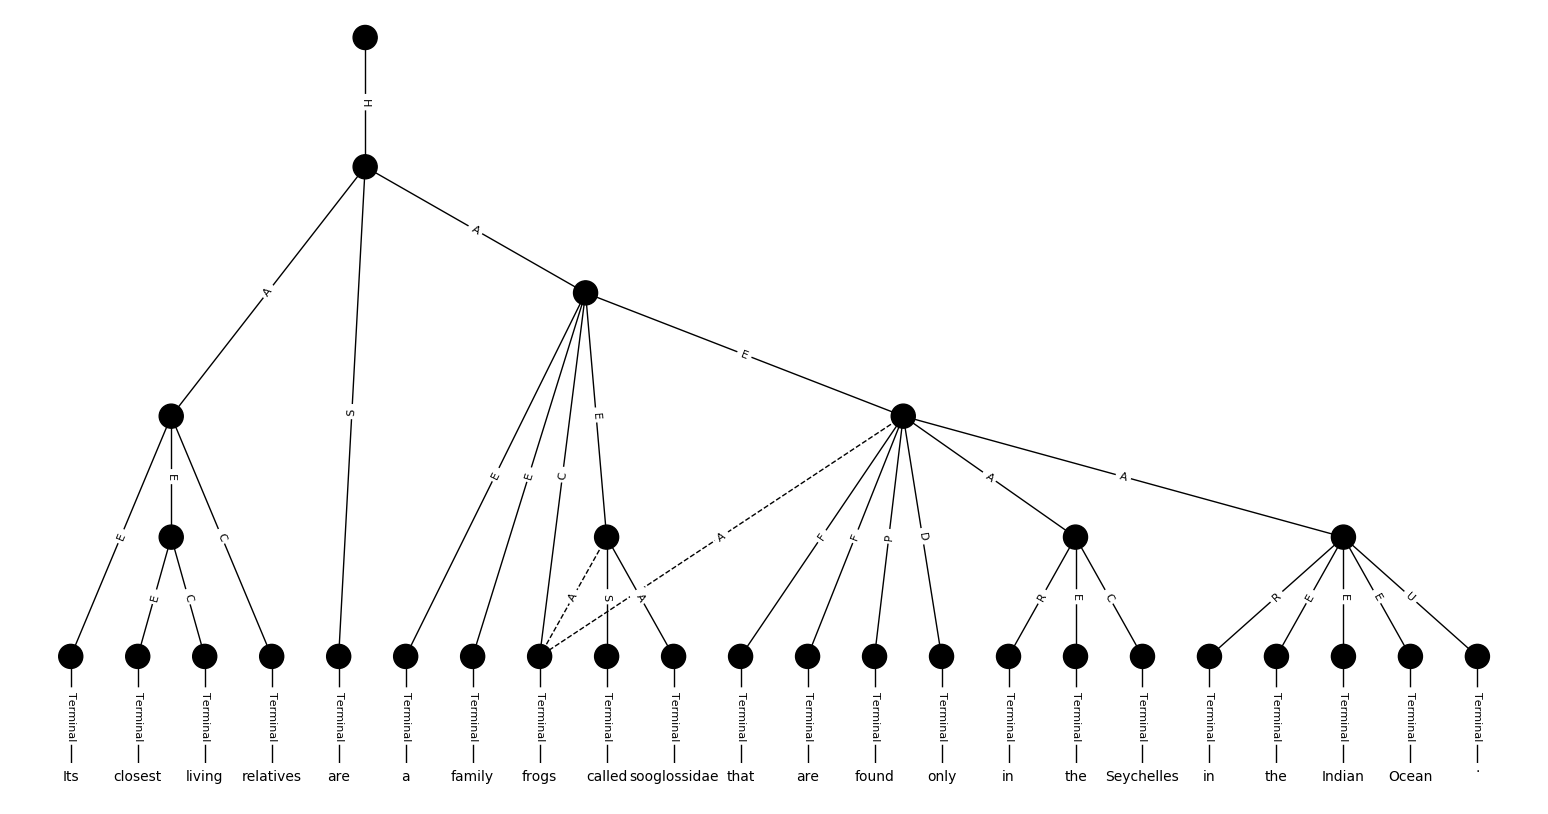 H
A
A
S
E
E
E
C
E
E
C
E
C
A
S
A
A
F
F
P
D
A
A
E
C
R
E
C
R
E
E
E
U
Terminal Terminal Terminal Terminal Terminal Terminal Terminal Terminal Terminal Terminal Terminal Terminal Terminal Terminal Terminal Terminal Terminal Terminal Terminal Terminal Terminal Terminal
Its closest living relatives are a family frogs called sooglossidae that are found only in the Seychelles in the Indian Ocean .